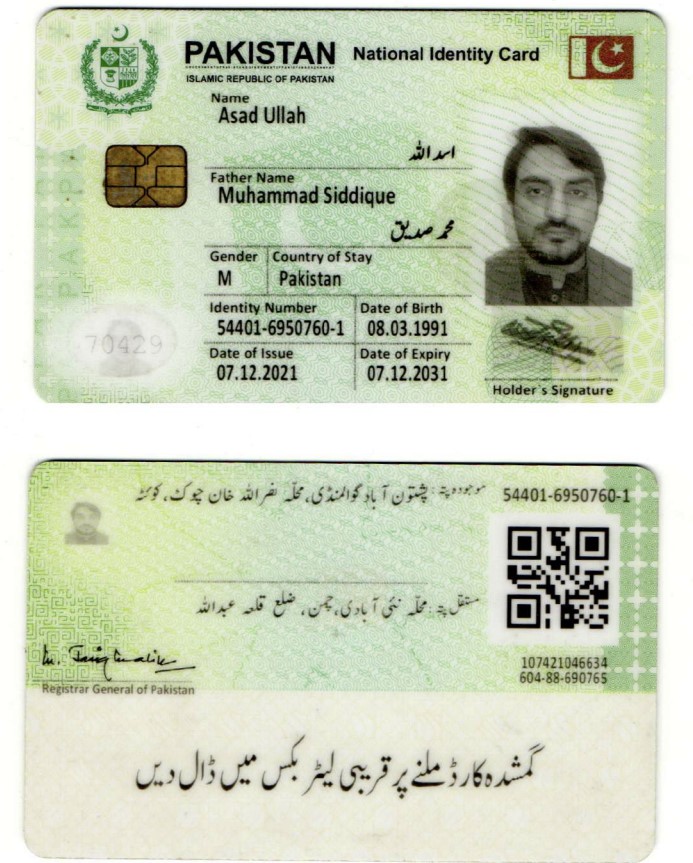 PAKISTAN National Identity Card
ISLAMIC REPUBLIC OF PAKISTAN
Name
Asad Ullah
اسد اللہ
Father Name
Muhammad Siddique
محمد صدیق
Gender Country of Stay
M Pakistan
Identity Number Date of Birth
54401-6950760-1 08.03.1991
Date of Issue Date of Expiry
07.12.2021 07.12.2031
70429
Holder's Signature
PAKP
موجودہ پتہ: پشتون آباد گوالمنڈی، محلہ نصر اللہ خان چوک، کوئٹہ
54401-6950760-1
مستقل پتہ: محلہ نئی آبادی، چمن، ضلع قلعہ عبداللہ
107421046634
604-88-690765
Registrar General of Pakistan
گمشدہ کارڈ ملنے پر قریبی لیٹر بکس میں ڈال دیں